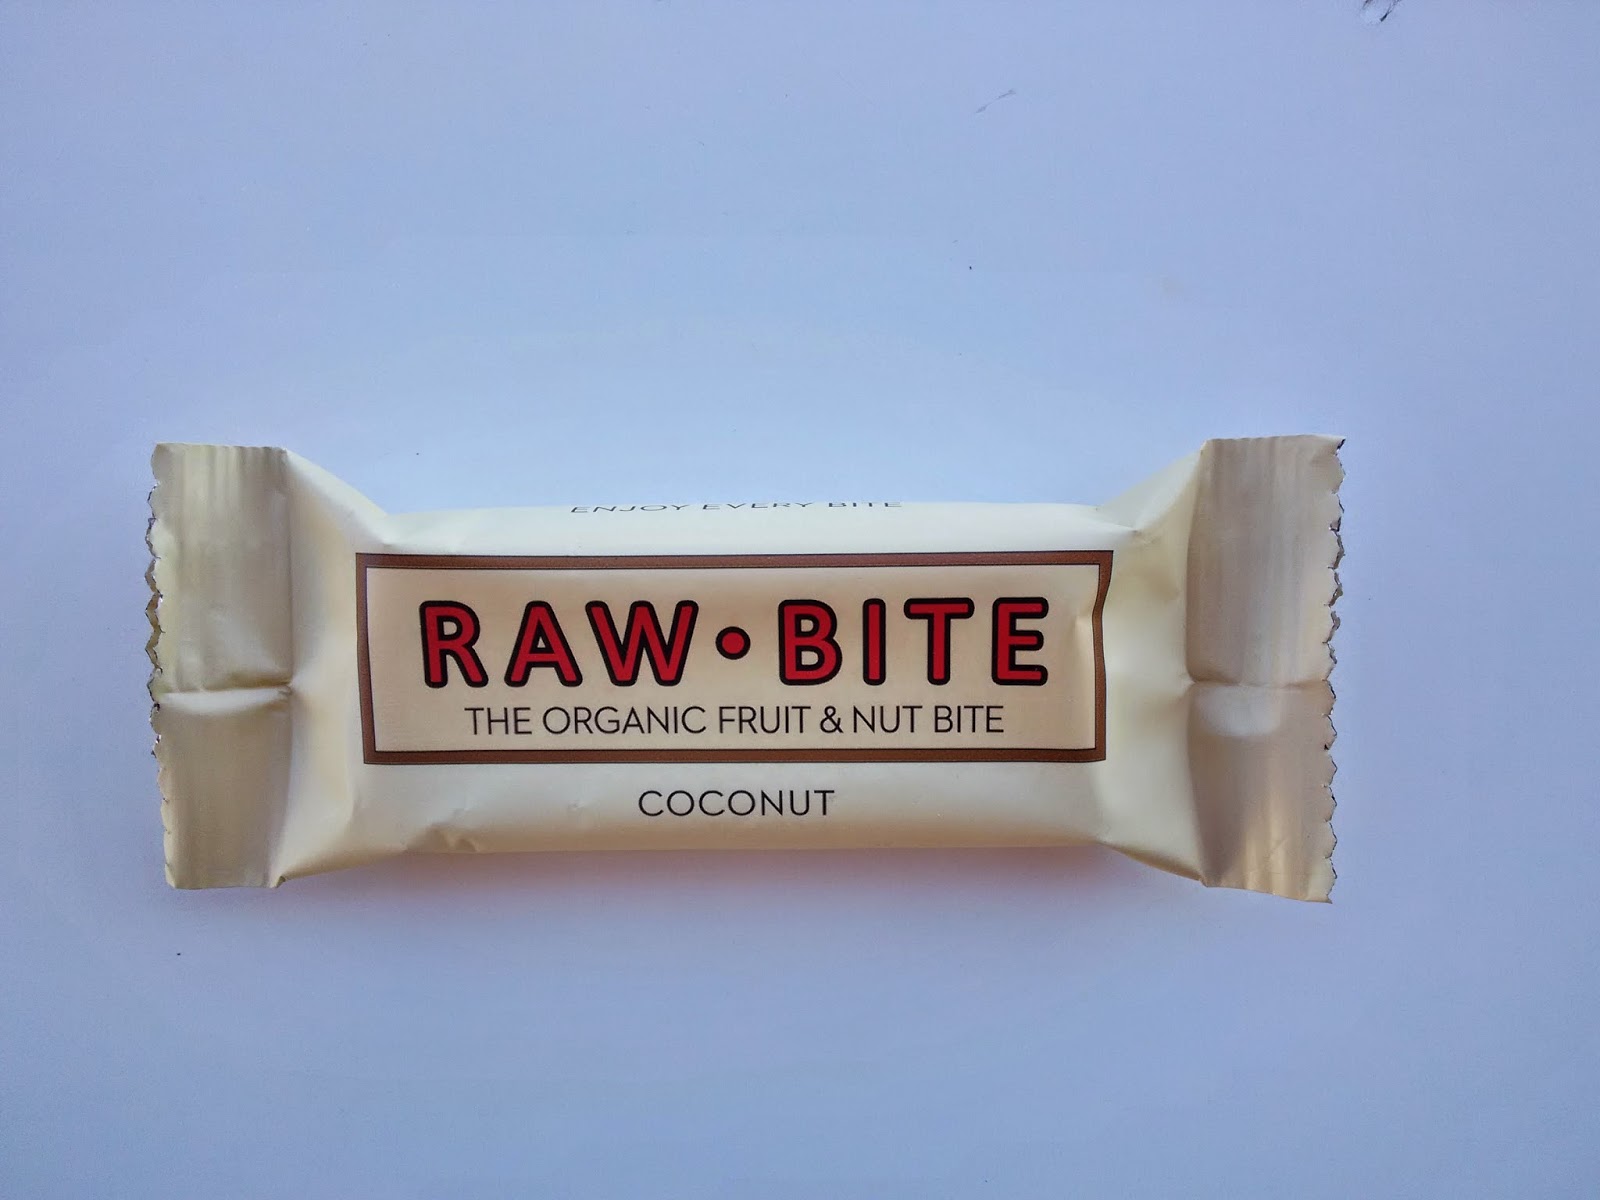 ENJOY EVERY BITE
RAW•BITE
THE ORGANIC FRUIT & NUT BITE
COCONUT